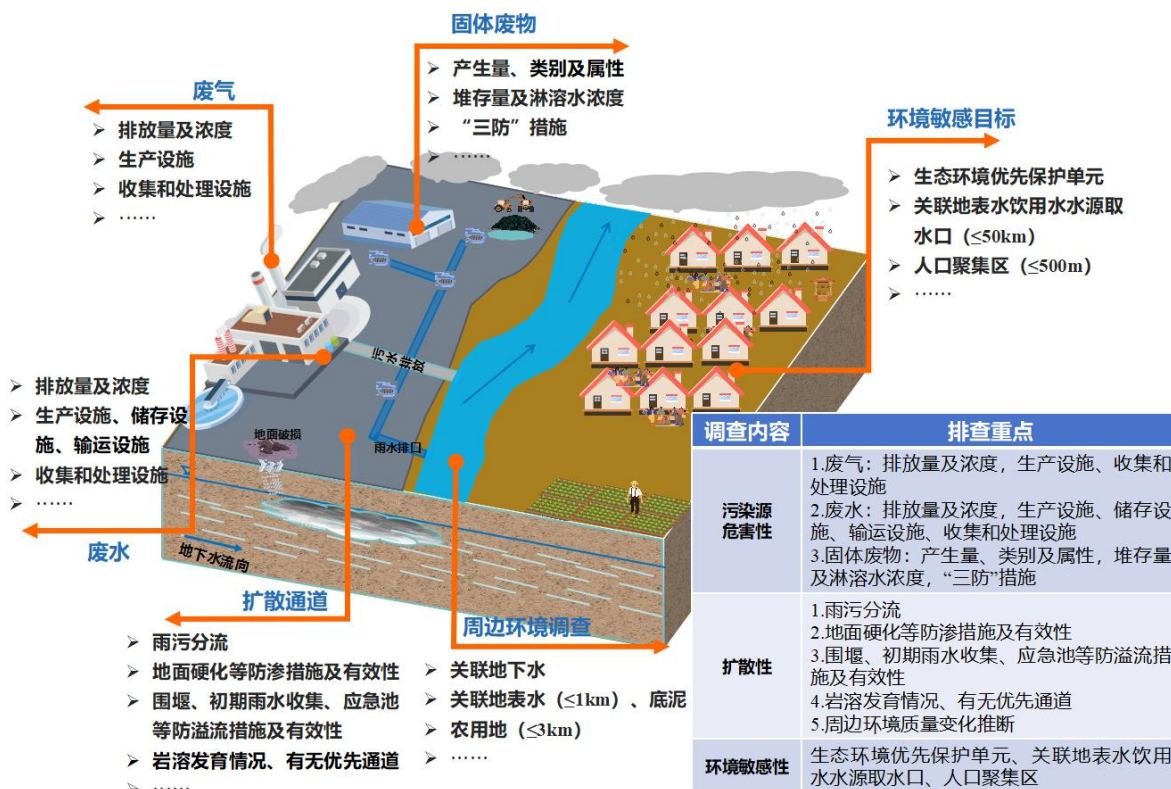 固体废物
➢ 产生量、类别及属性
➢ 堆存量及淋溶水浓度
➢ “三防”措施
➢ ……
废气
➢ 排放量及浓度
➢ 生产设施
➢ 收集和处理设施
➢ ……
环境敏感目标
➢ 生态环境优先保护单元
➢ 关联地表水饮用水水源取
水口（≤50km）
➢ 人口聚集区（≤500m）
➢ ……
污水排放
地面破损
雨水排口
地下水流向
➢ 排放量及浓度
➢ 生产设施、储存设
施、输运设施
➢ 收集和处理设施
➢ ……
废水
扩散通道
➢ 雨污分流
➢ 地面硬化等防渗措施及有效性
➢ 围堰、初期雨水收集、应急池
等防溢流措施及有效性
➢ 岩溶发育情况、有无优先通道
➢ ……
周边环境调查
➢ 关联地下水
➢ 关联地表水（≤1km）、底泥
➢ 农用地（≤3km）
➢ ……
调查内容 排查重点
污染源
危害性
1.废气：排放量及浓度，生产设施、收集和
处理设施
2.废水：排放量及浓度，生产设施、储存设
施、输运设施、收集和处理设施
3.固体废物：产生量、类别及属性，堆存量
及淋溶水浓度，“三防”措施
扩散性
1.雨污分流
2.地面硬化等防渗措施及有效性
3.围堰、初期雨水收集、应急池等防溢流措
施及有效性
4.岩溶发育情况、有无优先通道
5.周边环境质量变化推断
环境敏感性
生态环境优先保护单元、关联地表水饮用
水水源取水口、人口聚集区